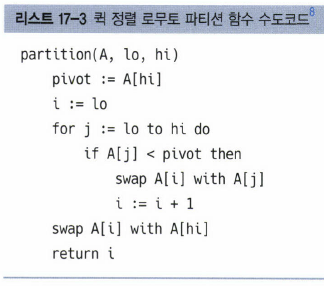 리스트 17-3 퀵 정렬 로무토 파티션 함수 수도코드8
partition(A, lo, hi)
    pivot := A[hi]
    i := lo
    for j := lo to hi do
        if A[j] < pivot then
            swap A[i] with A[j]
            i := i + 1
    swap A[i] with A[hi]
    return i